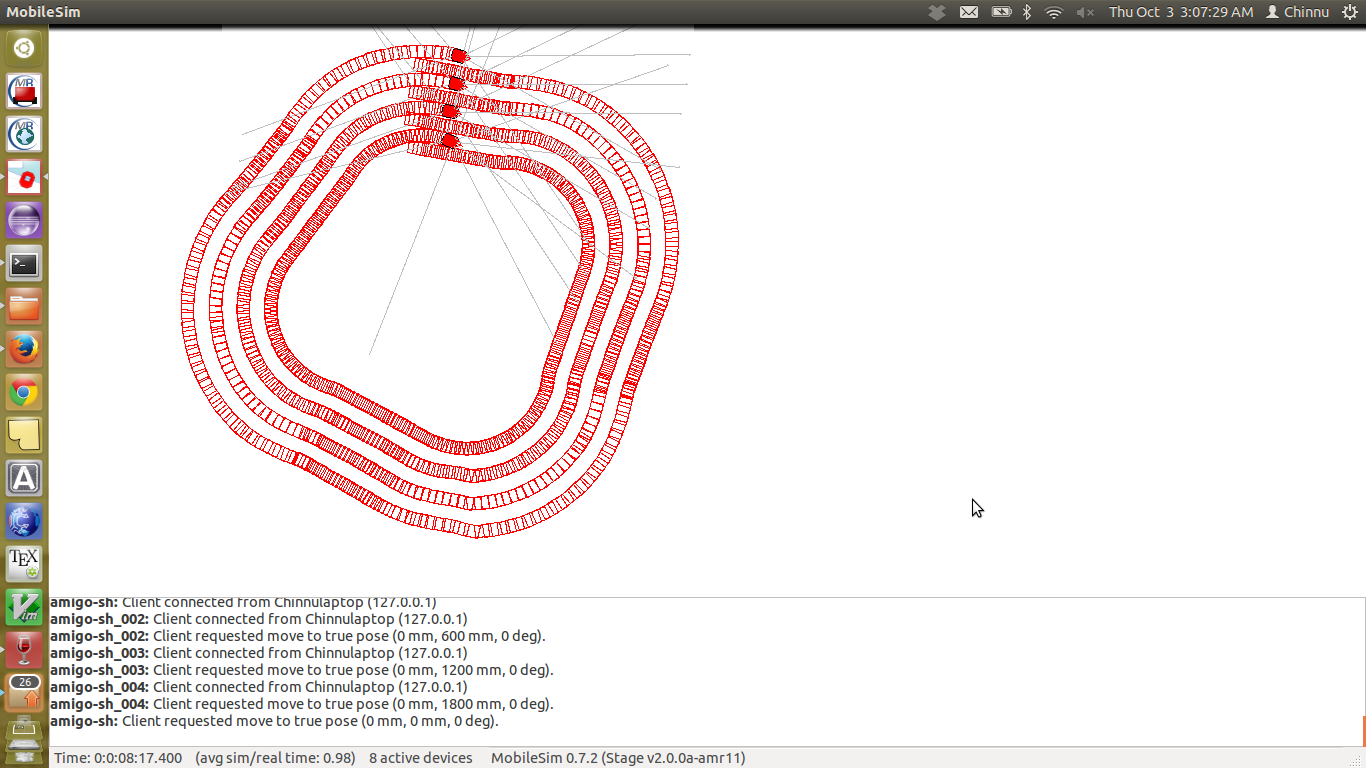 MobileSim
Thu Oct 3 3:07:29 AM Chinnu
MR
MR
A
TEX
Vim
26
amigo-sh: Client connected from Chinnulaptop (127.0.0.1)
amigo-sh_002: Client connected from Chinnulaptop (127.0.0.1)
amigo-sh_002: Client requested move to true pose (0 mm, 600 mm, 0 deg).
amigo-sh_003: Client connected from Chinnulaptop (127.0.0.1)
amigo-sh_003: Client requested move to true pose (0 mm, 1200 mm, 0 deg).
amigo-sh_004: Client connected from Chinnulaptop (127.0.0.1)
amigo-sh_004: Client requested move to true pose (0 mm, 1800 mm, 0 deg).
amigo-sh: Client requested move to true pose (0 mm, 0 mm, 0 deg).
Time: 0:0:08:17.400 (avg sim/real time: 0.98) 8 active devices MobileSim 0.7.2 (Stage v2.0.0a-amr11)